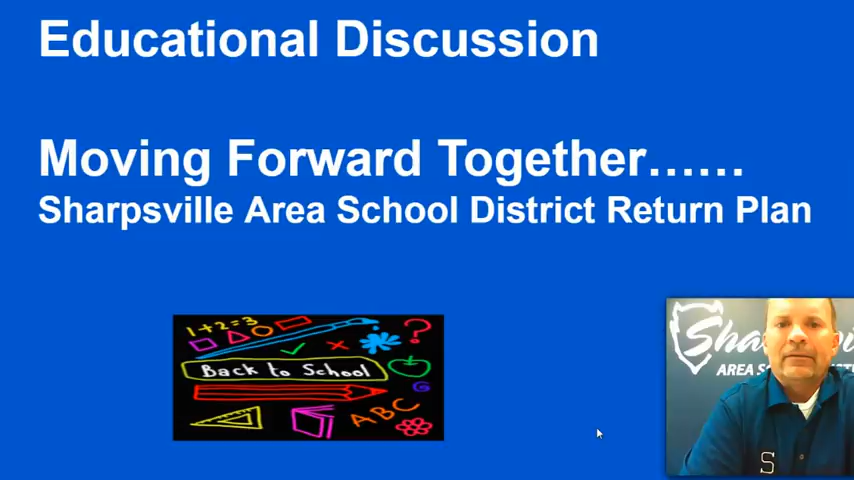 Educational Discussion
Moving Forward Together……
Sharpsville Area School District Return Plan
1+2=3
?
Back to School
G
ABC
AREA
S